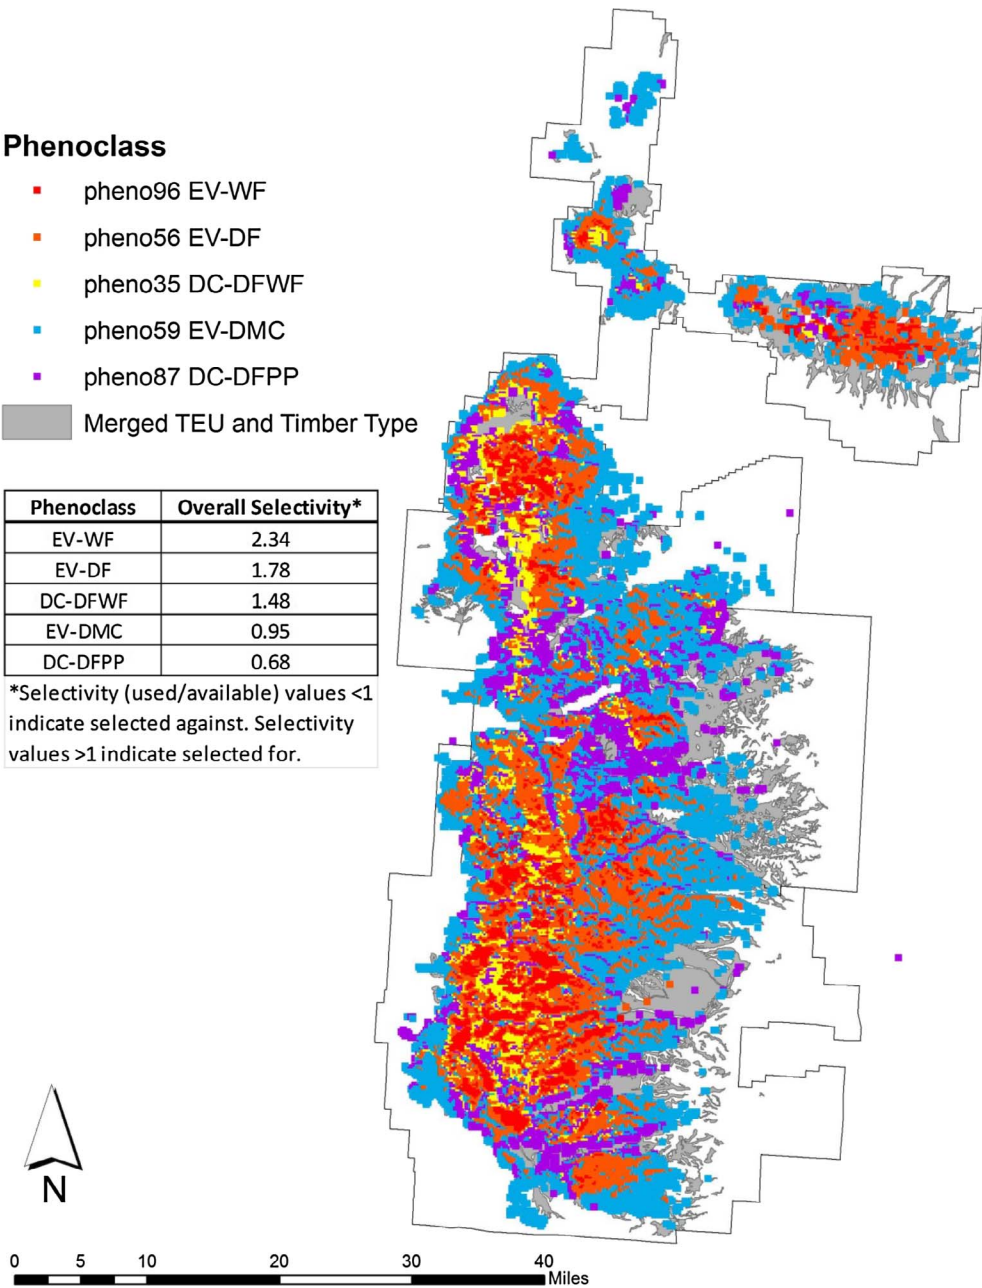 Phenoclass
pheno96 EV-WF
pheno56 EV-DF
pheno35 DC-DFWF
pheno59 EV-DMC
pheno87 DC-DFPP
Merged TEU and Timber Type
Phenoclass Overall Selectivity*
EV-WF 2.34
EV-DF 1.78
DC-DFWF 1.48
EV-DMC 0.95
DC-DFPP 0.68
*Selectivity (used/available) values <1
indicate selected against. Selectivity
values >1 indicate selected for.
N
0 5 10 20 30 40
Miles